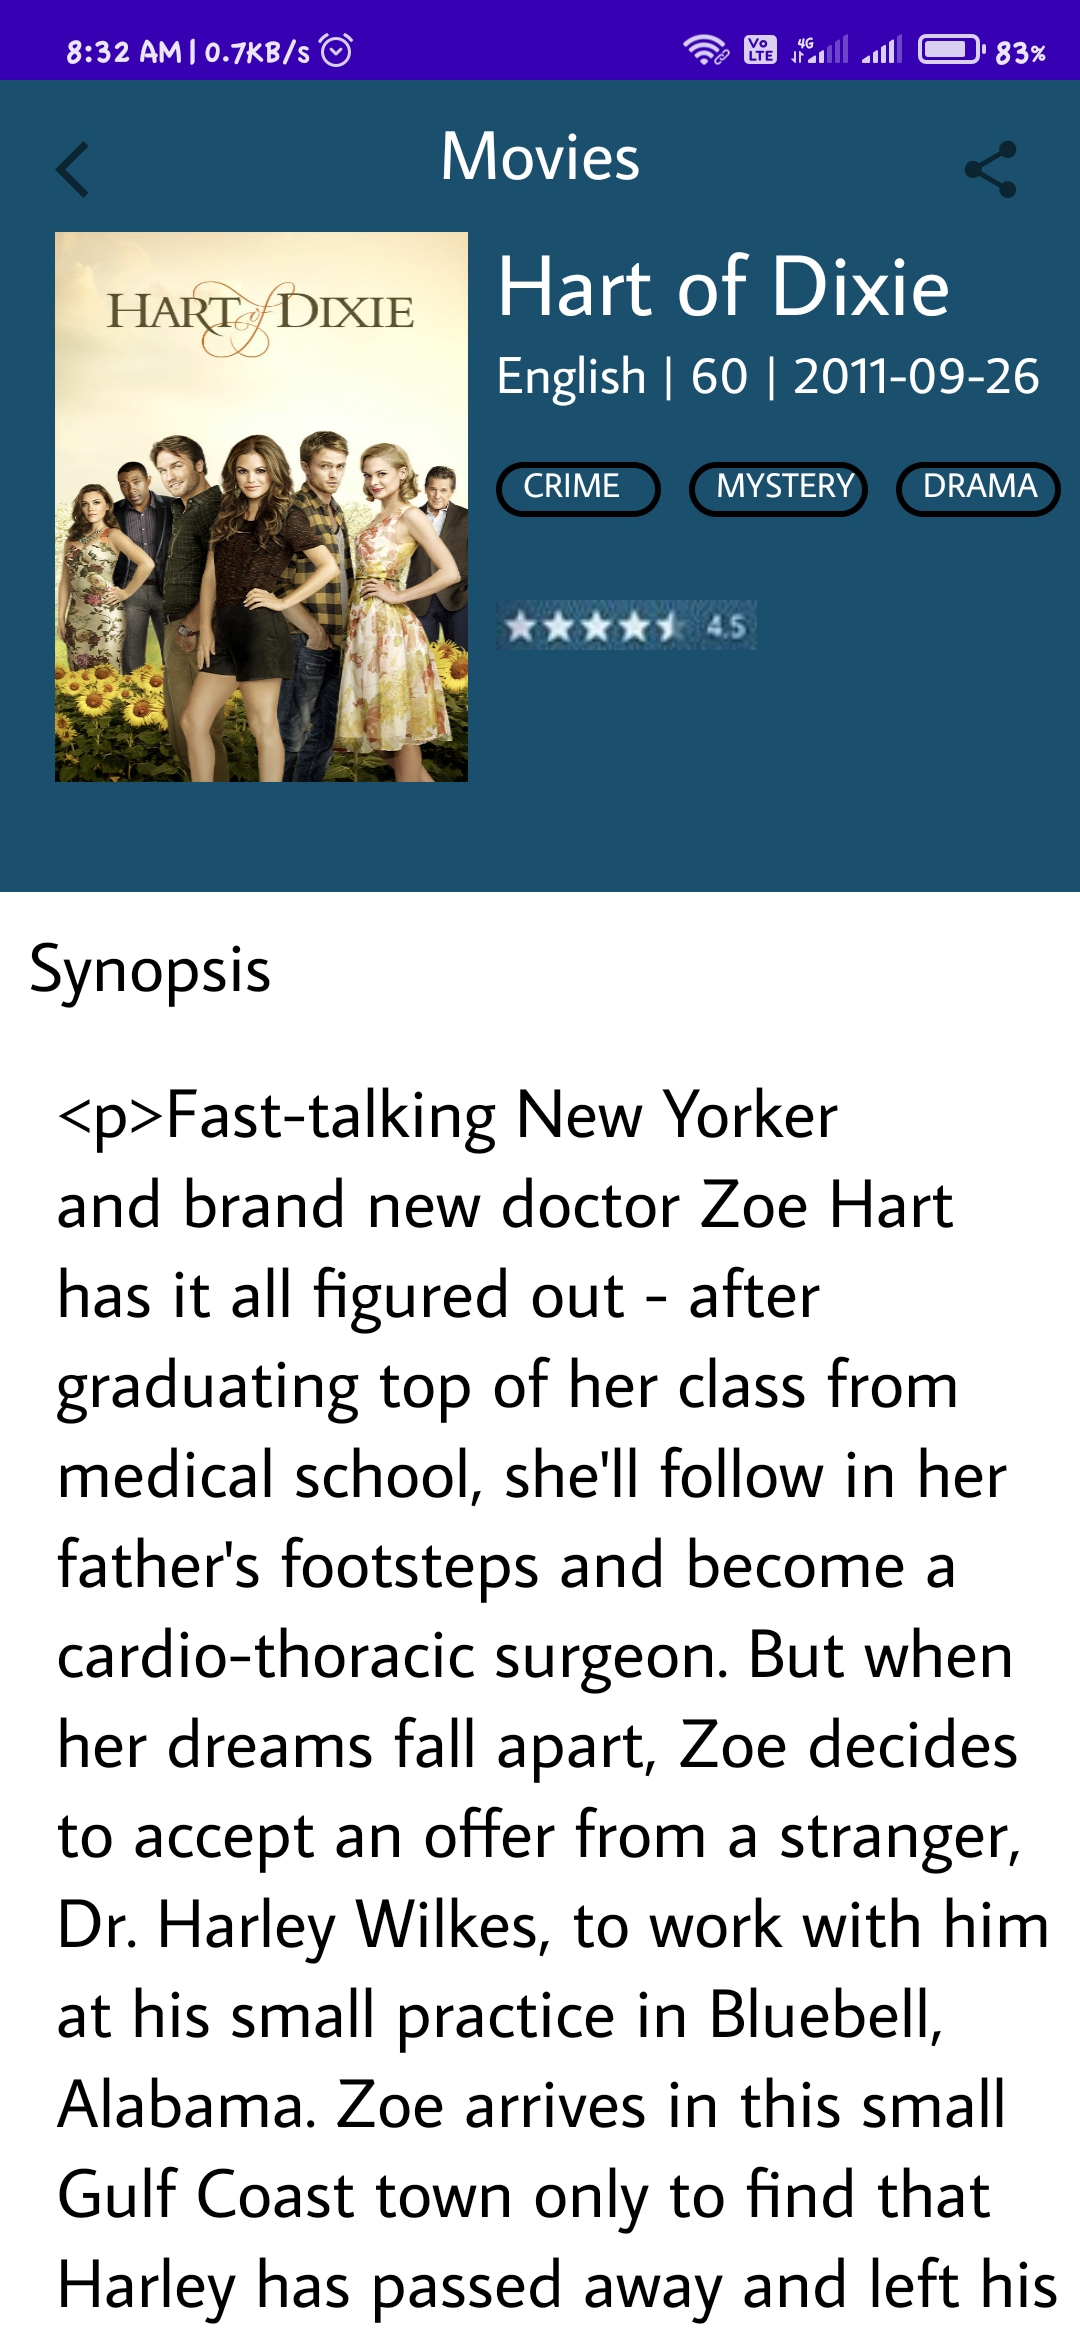 8:32 AM | 0.7KB/s
Vo LTE 4G 83%
Movies
HART of DIXIE
Hart of Dixie
English | 60 | 2011-09-26
CRIME MYSTERY DRAMA
4.5
Synopsis
<p>Fast-talking New Yorker
and brand new doctor Zoe Hart
has it all figured out - after
graduating top of her class from
medical school, she'll follow in her
father's footsteps and become a
cardio-thoracic surgeon. But when
her dreams fall apart, Zoe decides
to accept an offer from a stranger,
Dr. Harley Wilkes, to work with him
at his small practice in Bluebell,
Alabama. Zoe arrives in this small
Gulf Coast town only to find that
Harley has passed away and left his